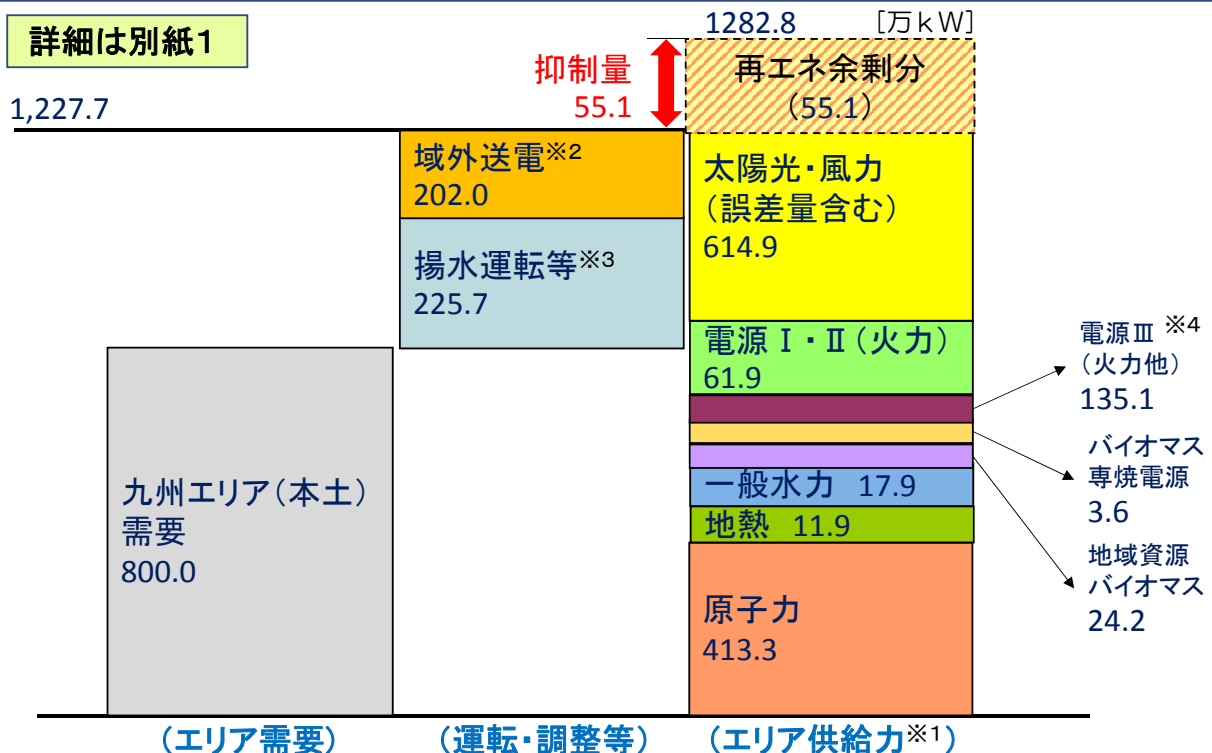 詳細は別紙1
1282.8 [万kW]
抑制量
55.1
再エネ余剰分
(55.1)
1,227.7
域外送電※2
202.0
太陽光・風力
(誤差量含む)
614.9
揚水運転等※3
225.7
電源Ⅰ・Ⅱ(火力)
61.9
電源Ⅲ ※4
(火力他)
135.1
バイオマス
専焼電源
3.6
地域資源
バイオマス
24.2
一般水力 17.9
地熱 11.9
九州エリア(本土)
需要
800.0
原子力
413.3
(エリア需要)
(運転・調整等)
(エリア供給力※1)